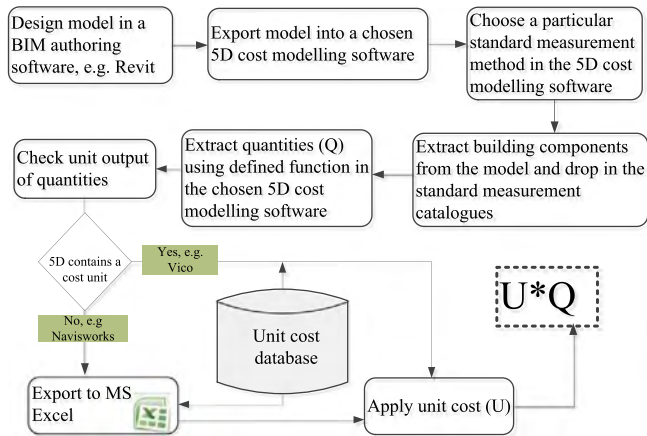 Design model in a
BIM authoring
software, e.g. Revit
Export model into a chosen
5D cost modelling software
Choose a particular
standard measurement
method in the 5D cost
modelling software
Check unit output
of quantities
Extract quantities (Q)
using defined function in
the chosen 5D cost
modelling software
Extract building components
from the model and drop in the
standard measurement
catalogues
5D contains a
cost unit
Yes, e.g.
Vico
No, e.g
Navisworks
Unit cost
database
U*Q
Export to MS
Excel
Apply unit cost (U)